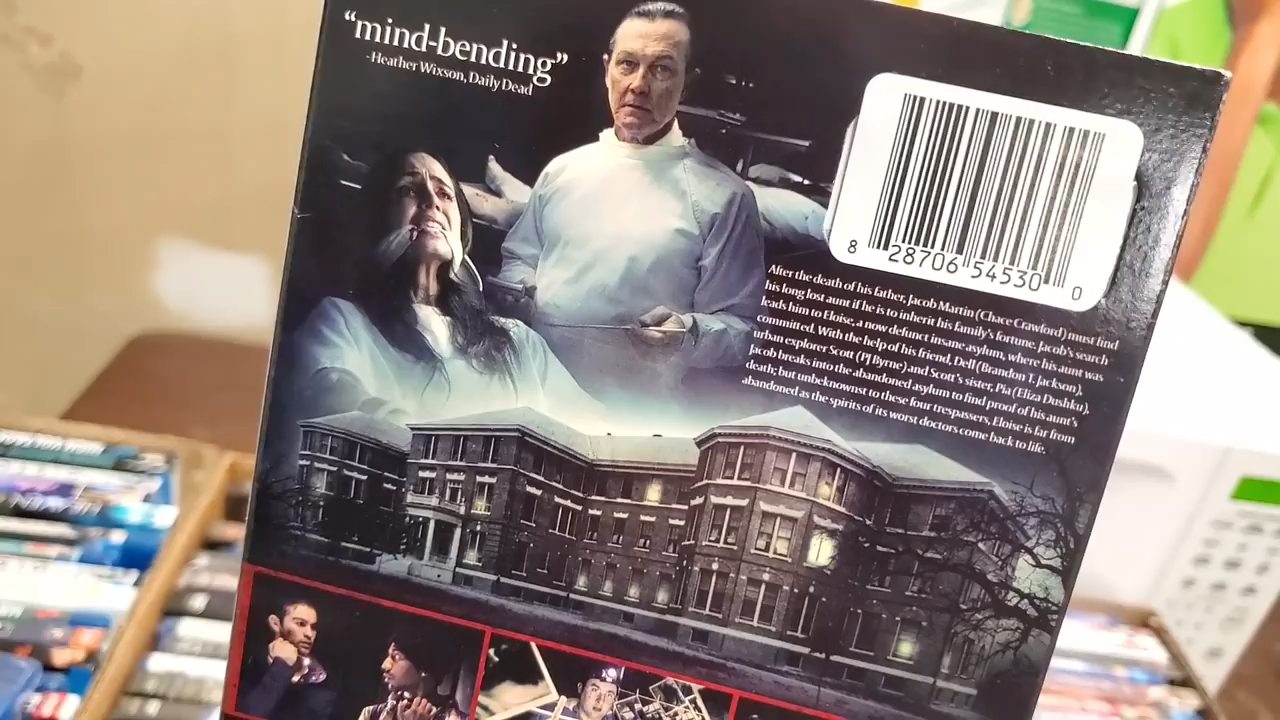 “mind-bending”
-Heather Wixson, Daily Dead
8 28706 54530 0
After the death of his father, Jacob Martin (Chace Crawford) must find
his long lost aunt if he is to inherit his family's fortune. Jacob's search
leads him to Eloise, a now defunct insane asylum, where his aunt was
committed. With the help of his friend, Dell (Brandon T. Jackson),
urban explorer Scott (PJ Byrne) and Scott's sister, Pia (Eliza Dushku),
Jacob breaks into the abandoned asylum to find proof of his aunt's
death; but unbeknownst to these four trespassers, Eloise is far from
abandoned as the spirits of its worst doctors come back to life.